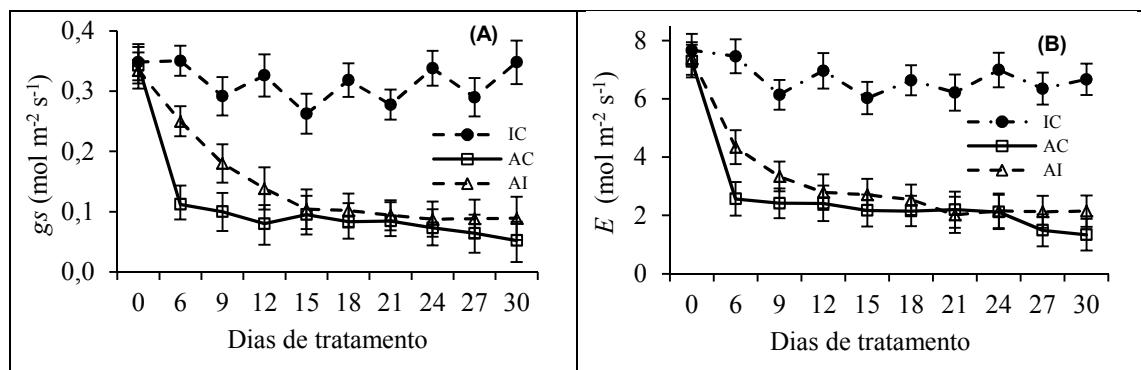 (A)
0,4
0,3
0,2
0,1
0,0
gs (mol m-2 s-1)
IC
AC
AI
0 6 9 12 15 18 21 24 27 30
Dias de tratamento
(B)
8
6
4
2
0
E (mol m-2 s-1)
IC
AC
AI
0 6 9 12 15 18 21 24 27 30
Dias de tratamento